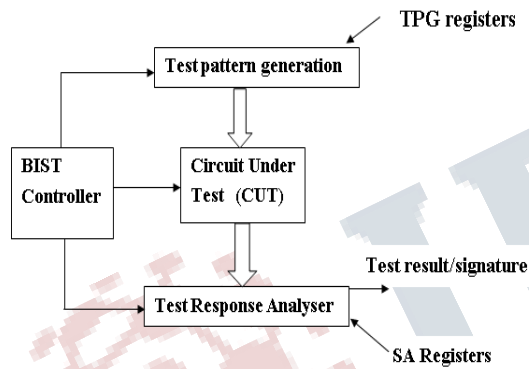 TPG registers
Test pattern generation
BIST
Controller
Circuit Under
Test (CUT)
Test result/signature
Test Response Analyser
SA Registers